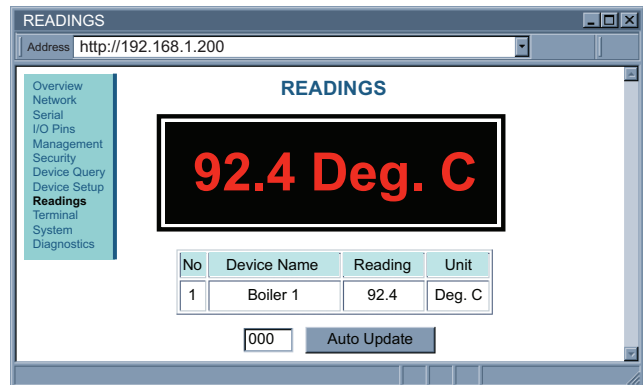 READINGS
Address http://192.168.1.200
Overview
Network
Serial
I/O Pins
Management
Security
Device Query
Device Setup
Readings
Terminal
System
Diagnostics
READINGS
92.4 Deg. C
No Device Name Reading Unit
1 Boiler 1 92.4 Deg. C
000 Auto Update